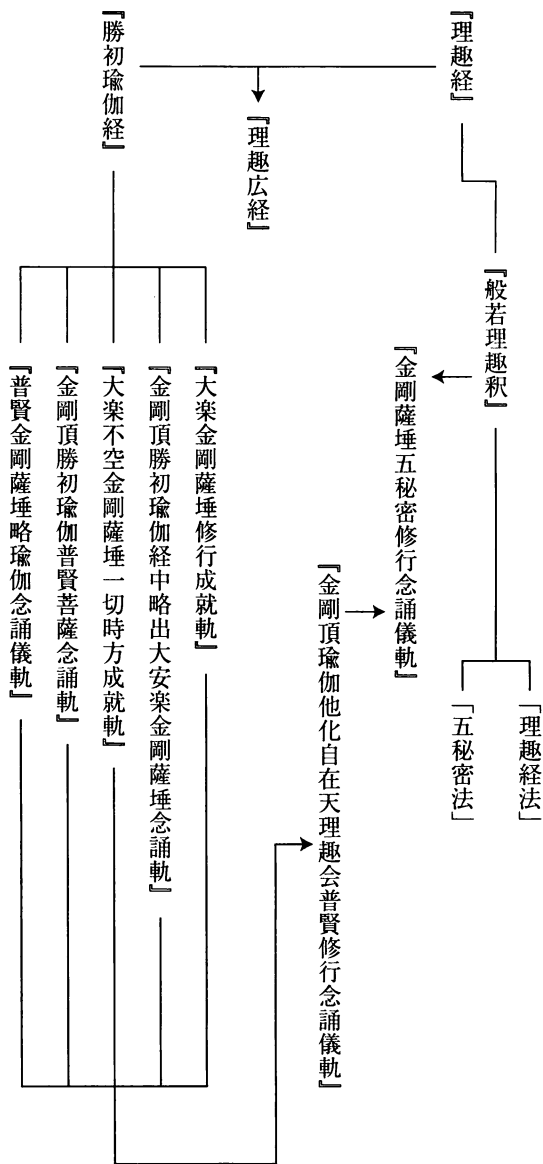 『理趣経』
『勝初瑜伽経』
『理趣広経』
『般若理趣釈』
「理趣経法」
「五秘密法」
『金剛薩埵五秘密修行念誦儀軌』
『金剛頂瑜伽他化自在天理趣会普賢修行念誦儀軌』
『大楽金剛薩埵修行成就軌』
『金剛頂勝初瑜伽経中略出大安楽金剛薩埵念誦軌』
『大楽不空金剛薩埵一切時方成就軌』
『金剛頂勝初瑜伽普賢菩薩念誦軌』
『普賢金剛薩埵略瑜伽念誦儀軌』